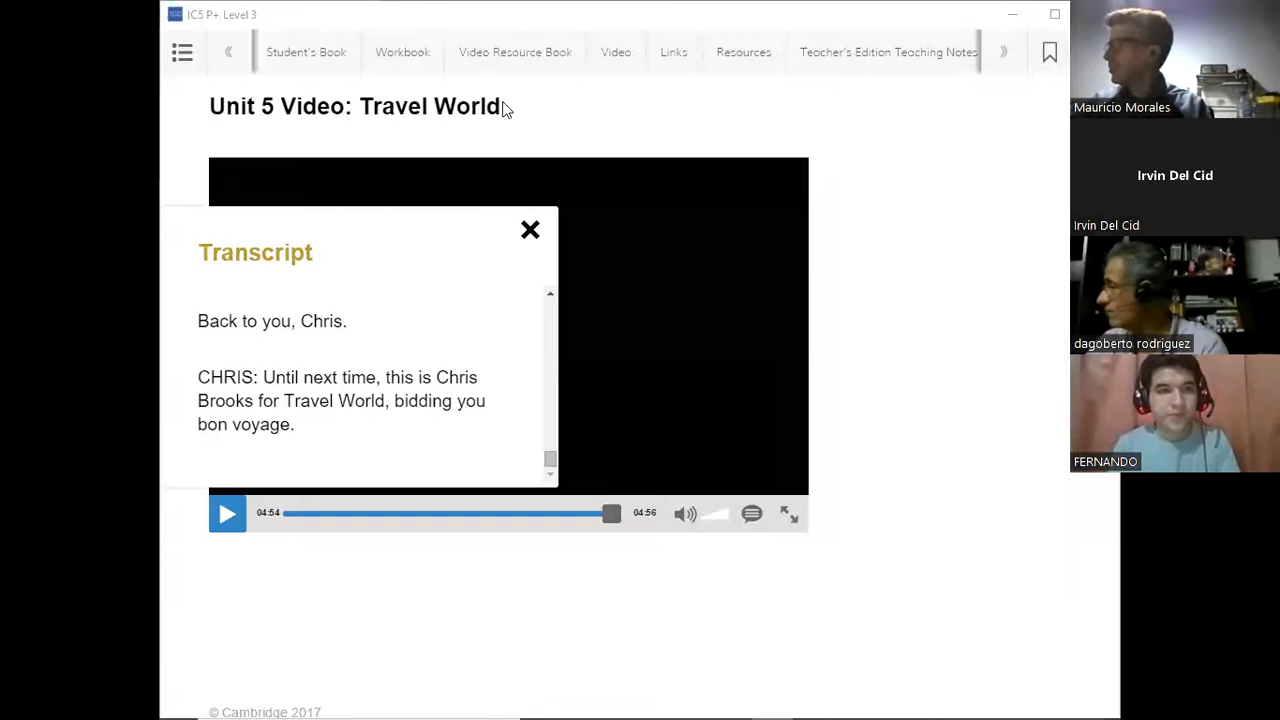 IC5 P+ Level 3
Student's Book
Workbook
Video Resource Book
Video
Links
Resources
Teacher's Edition Teaching Notes
Unit 5 Video: Travel World
Transcript
Back to you, Chris.
CHRIS: Until next time, this is Chris
Brooks for Travel World, bidding you
bon voyage.
04:54
04:56
© Cambridge 2017
Mauricio Morales
Irvin Del Cid
Irvin Del Cid
dagoberto rodriguez
FERNANDO